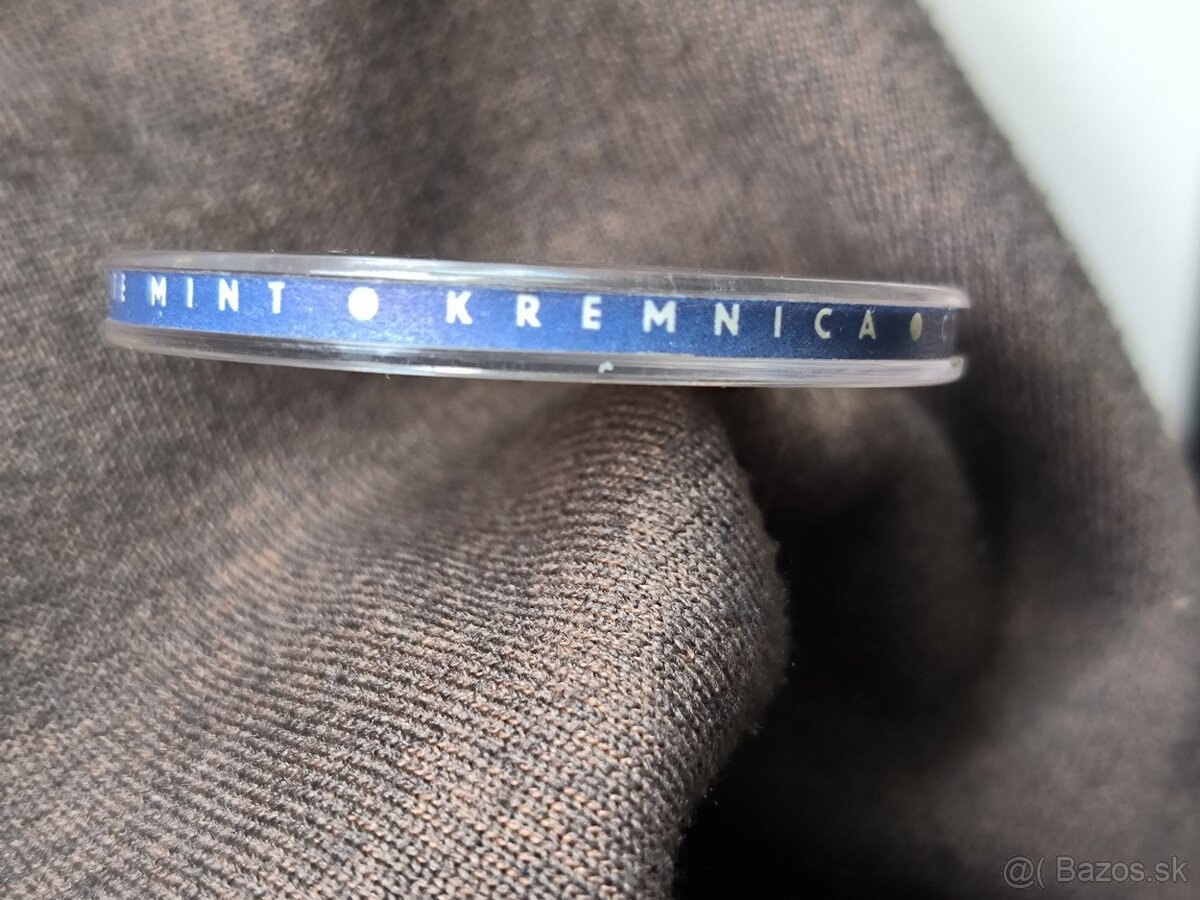 MINT ● KREMNICA ●
@( Bazos.sk